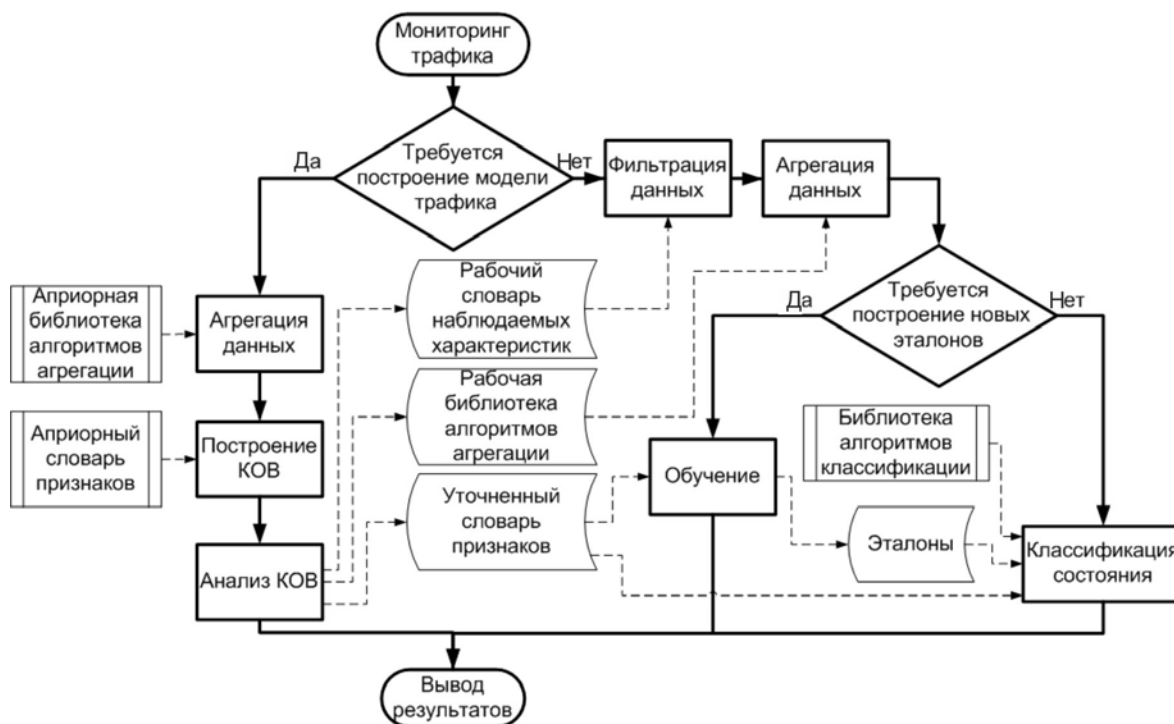 Мониторинг
трафика
Требуется
построение модели
трафика
Да
Нет
Фильтрация
данных
Агрегация
данных
Требуется
построение новых
эталонов
Да
Нет
Априорная
библиотека
алгоритмов
агрегации
Агрегация
данных
Рабочий
словарь
наблюдаемых
характеристик
Априорный
словарь
признаков
Построение
КОВ
Рабочая
библиотека
алгоритмов
агрегации
Обучение
Библиотека
алгоритмов
классификации
Анализ КОВ
Уточненный
словарь
признаков
Эталоны
Классификация
состояния
Вывод
результатов